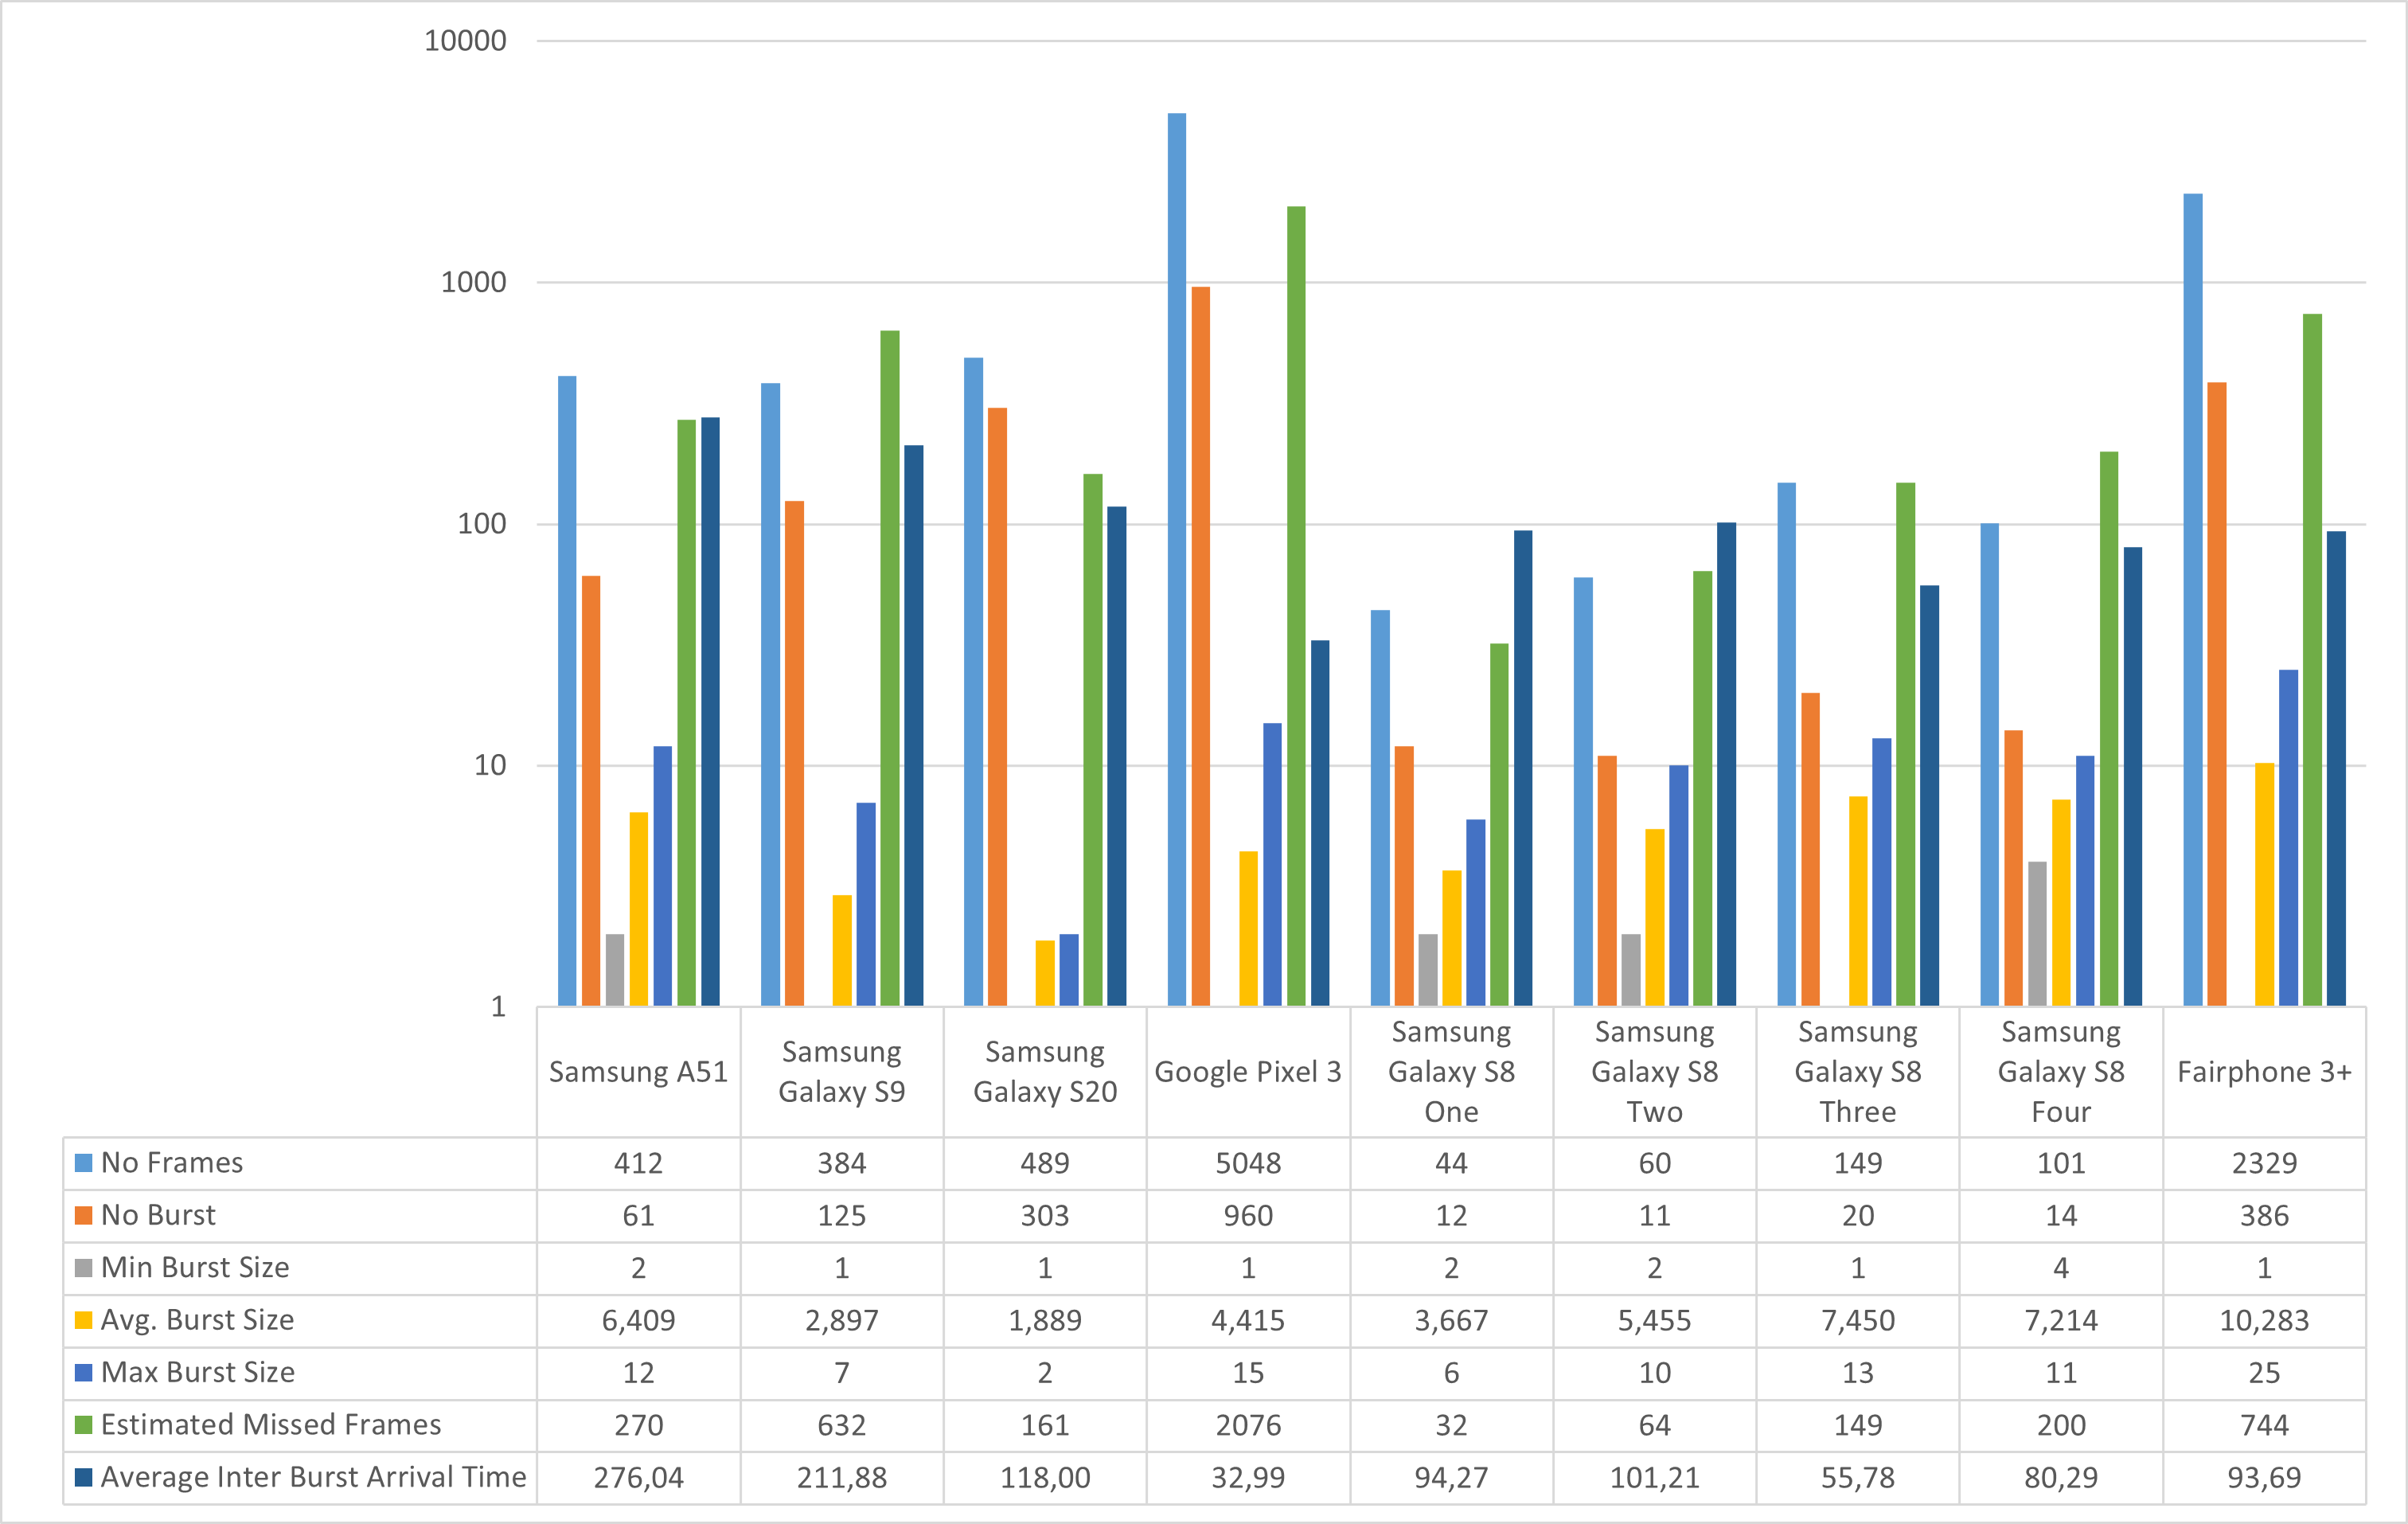 10000
1000
100
10
1
Samsung A51
Samsung
Galaxy S9
Samsung
Galaxy S20
Google Pixel 3
Samsung
Galaxy S8
One
Samsung
Galaxy S8
Two
Samsung
Galaxy S8
Three
Samsung
Galaxy S8
Four
Fairphone 3+
No Frames 412 384 489 5048 44 60 149 101 2329
No Burst 61 125 303 960 12 11 20 14 386
Min Burst Size 2 1 1 1 2 2 1 4 1
Avg. Burst Size 6,409 2,897 1,889 4,415 3,667 5,455 7,450 7,214 10,283
Max Burst Size 12 7 2 15 6 10 13 11 25
Estimated Missed Frames 270 632 161 2076 32 64 149 200 744
Average Inter Burst Arrival Time 276,04 211,88 118,00 32,99 94,27 101,21 55,78 80,29 93,69